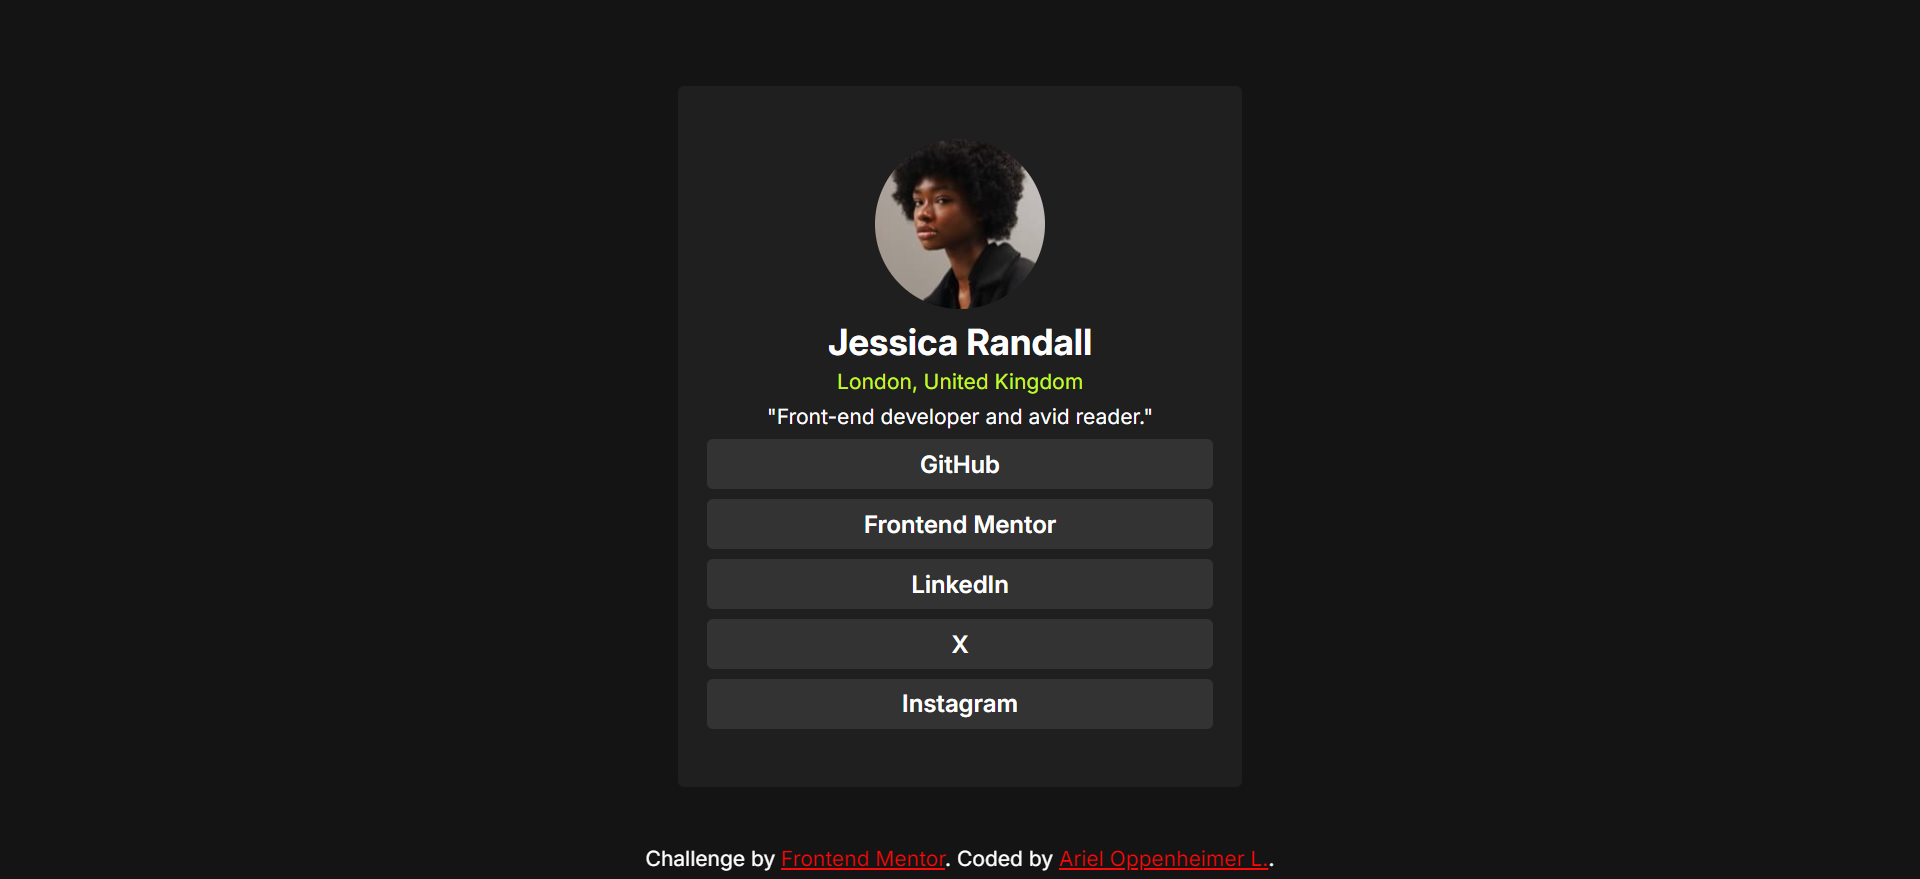 Jessica Randall
London, United Kingdom
"Front-end developer and avid reader."
GitHub
Frontend Mentor
LinkedIn
X
Instagram
Challenge by Frontend Mentor. Coded by Ariel Oppenheimer L..